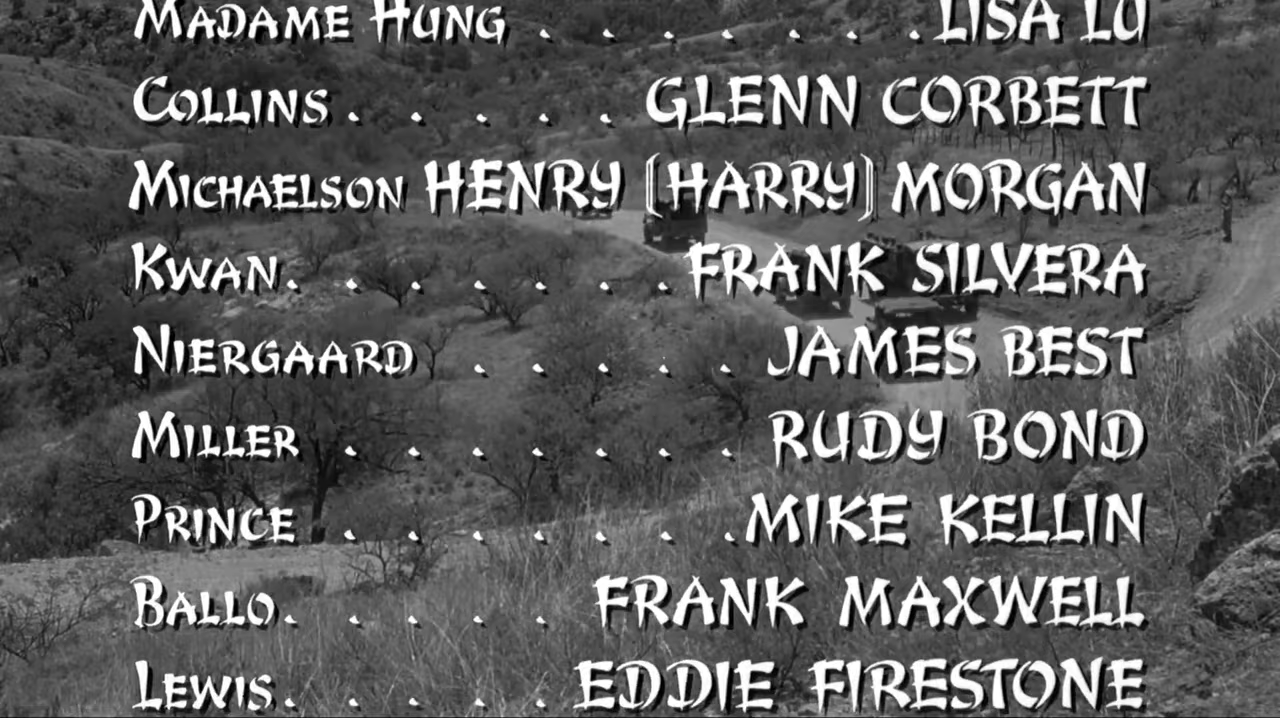 Madame Hung . . . . . . . LISA LU
Collins . . . . . GLENN CORBETT
Michaelson HENRY (HARRY) MORGAN
Kwan. . . . . . . FRANK SILVERA
Niergaard . . . . . JAMES BEST
Miller . . . . . . . RUDY BOND
Prince . . . . . . . MIKE KELLIN
Ballo. . . . . FRANK MAXWELL
Lewis. . . . . EDDIE FIRESTONE